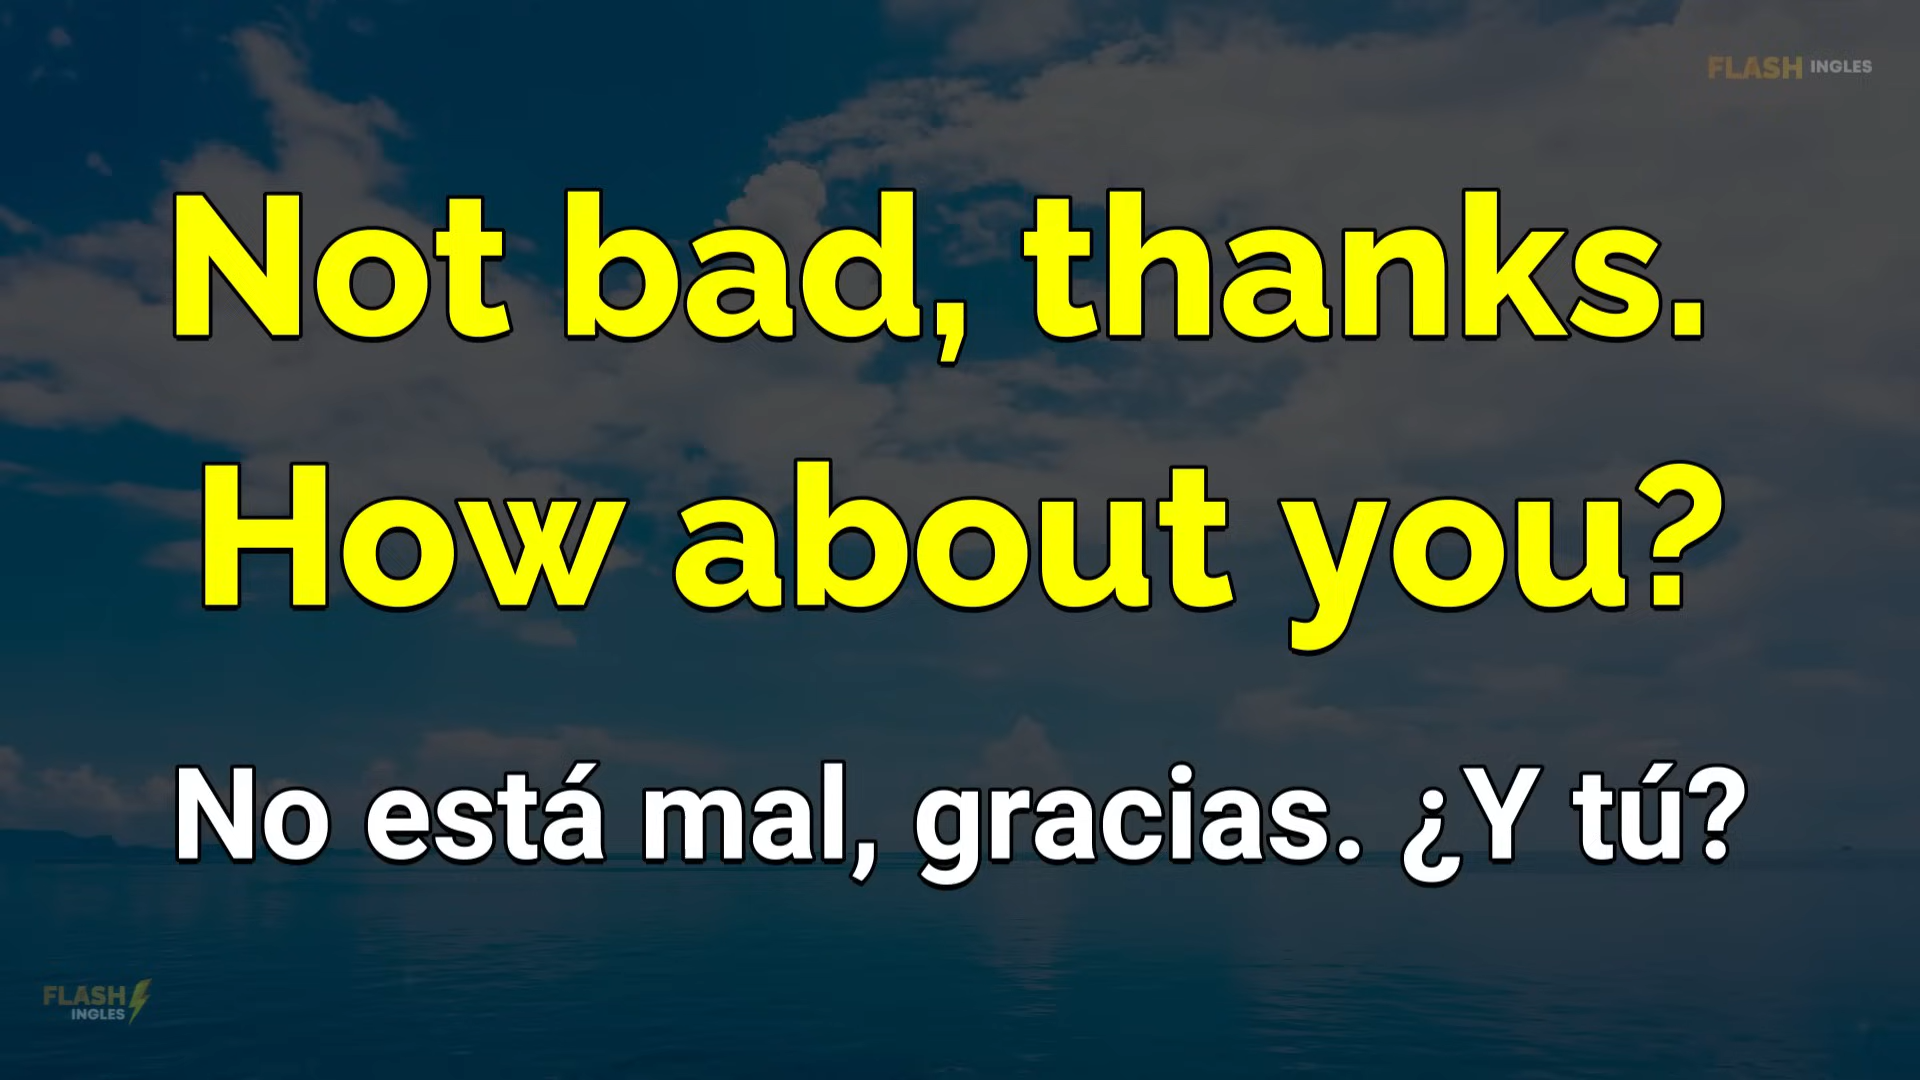 FLASH INGLES
Not bad, thanks.
How about you?
No está mal, gracias. ¿Y tú?
FLASH
INGLES